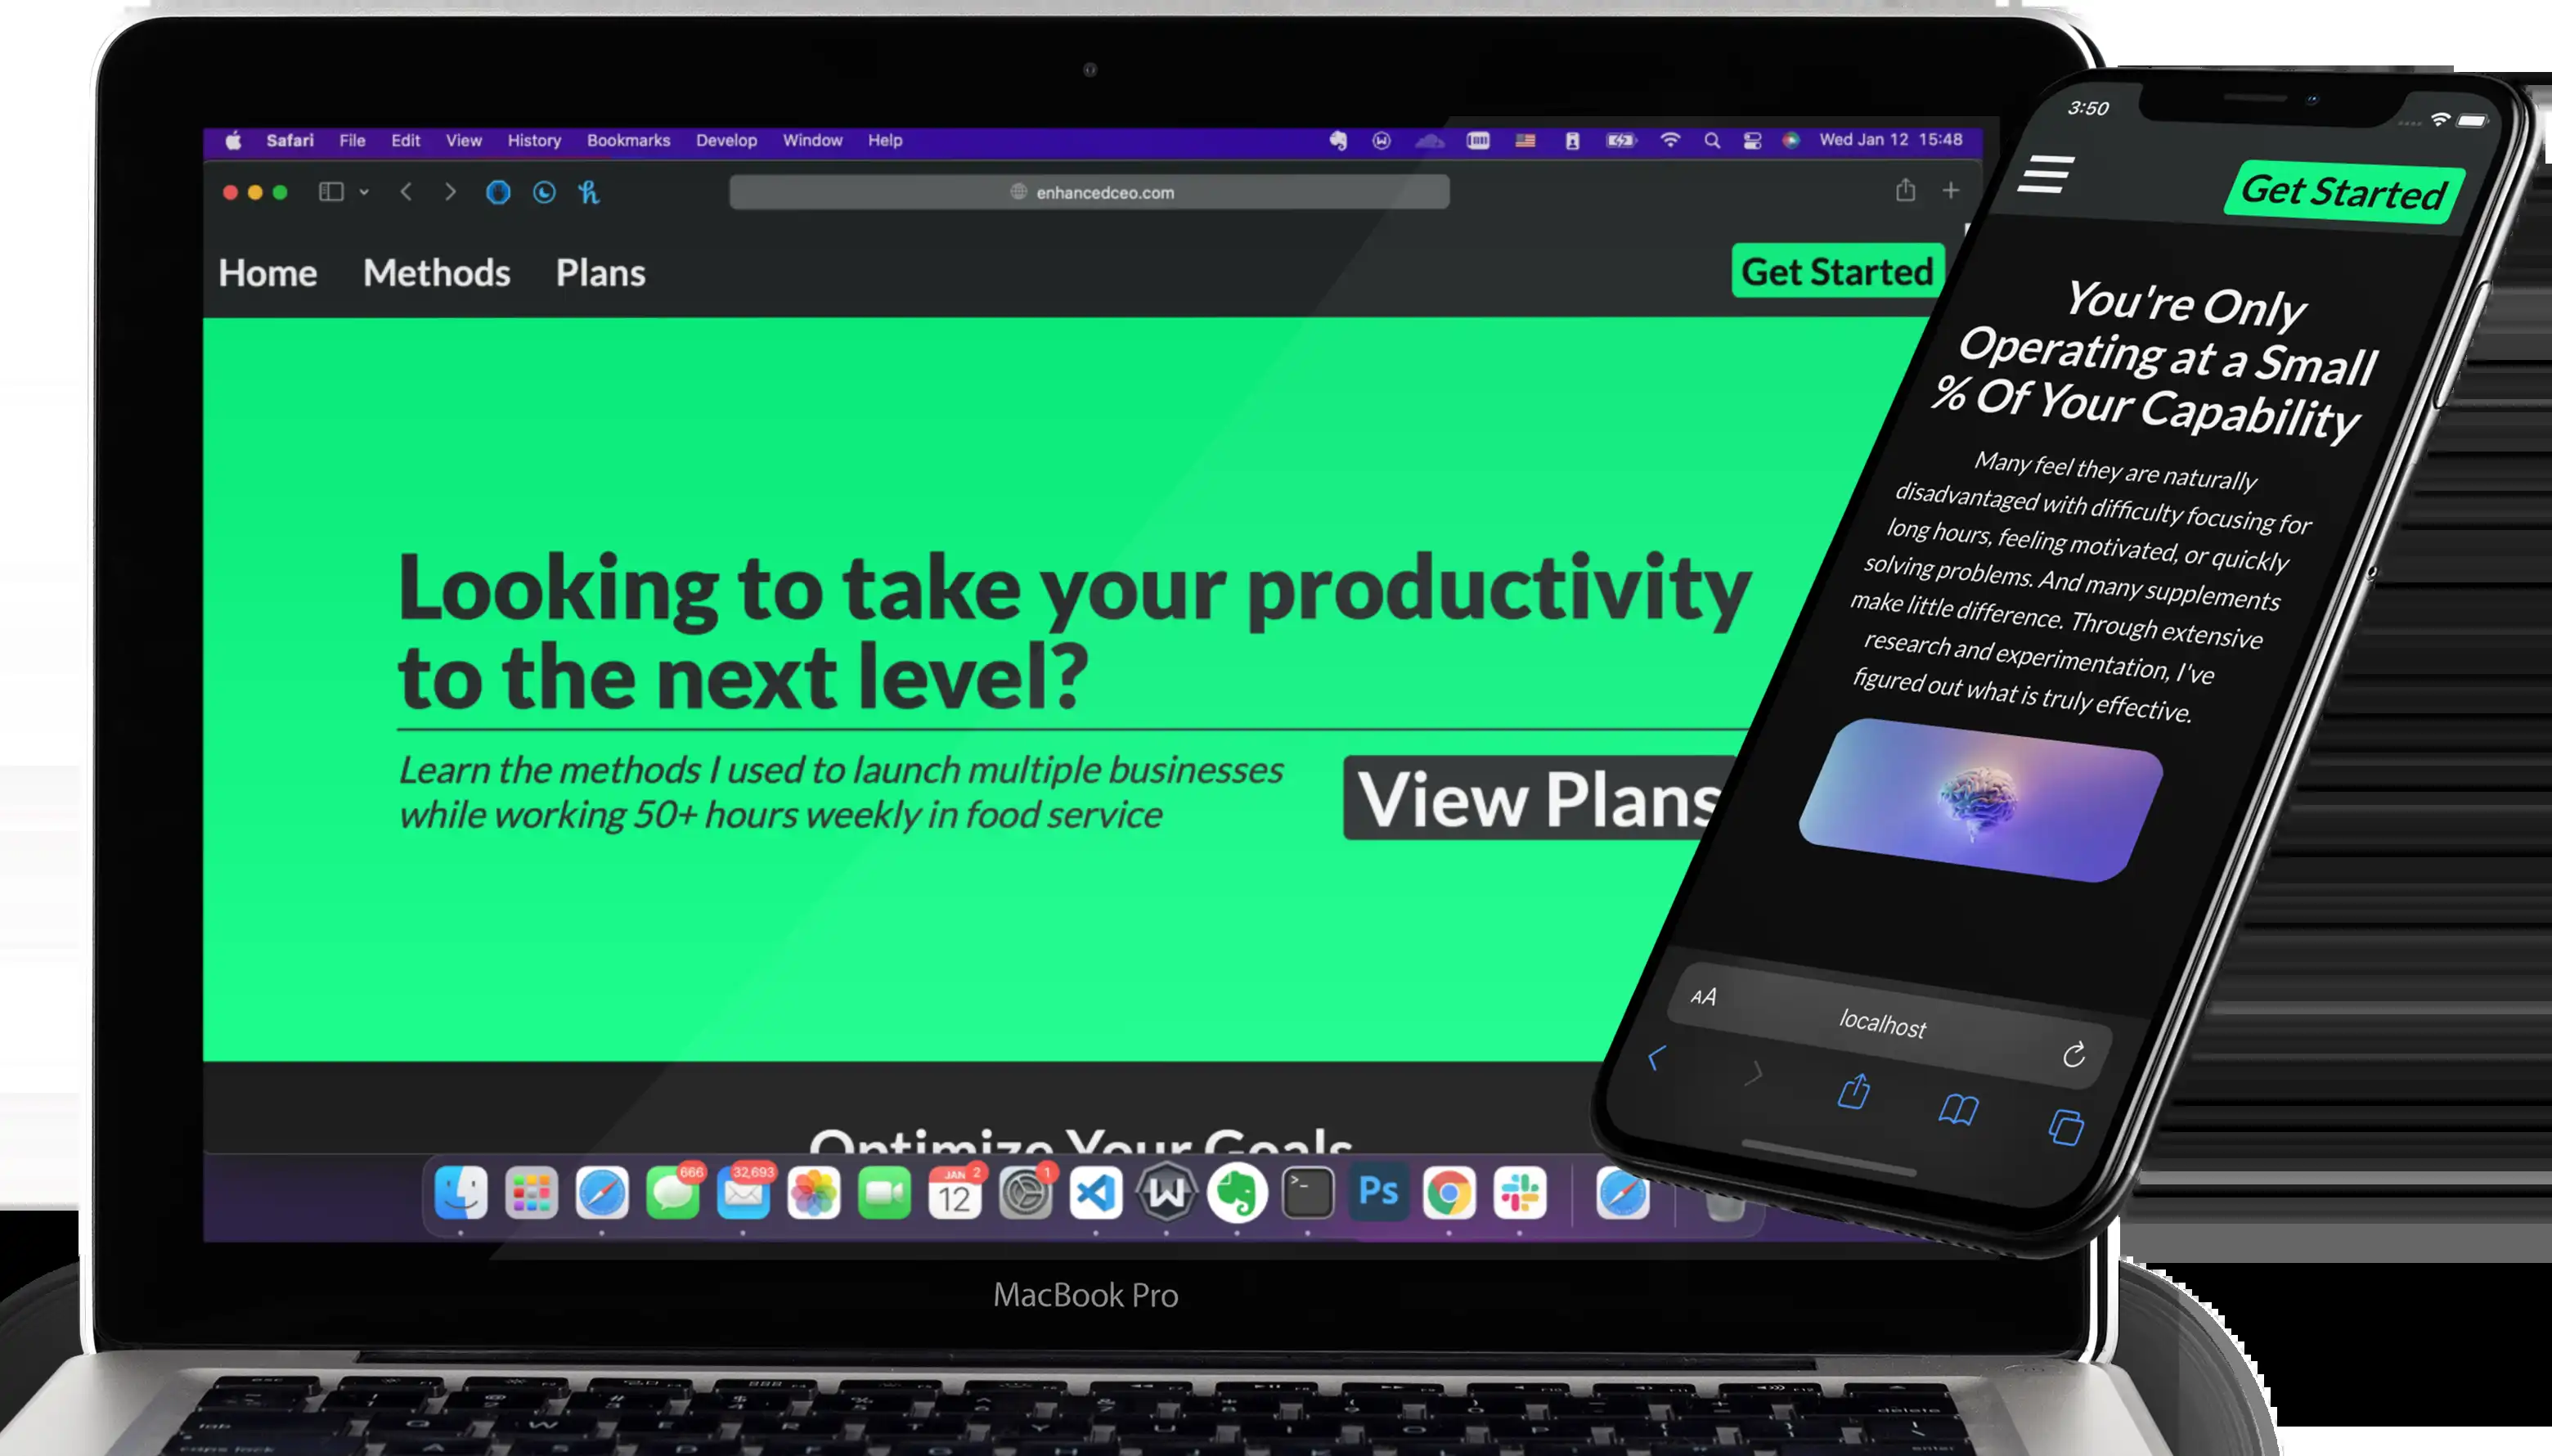 Safari File Edit View History Bookmarks Develop Window Help Wed Jan 12 15:48
enhancedceo.com
Home Methods Plans Get Started
Looking to take your productivity
to the next level?
Learn the methods I used to launch multiple businesses
while working 50+ hours weekly in food service
View Plans
Optimize Your Goals
666 32,693 JAN 2 1
12
>_ Ps
MacBook Pro
3:50
Get Started
You're Only
Operating at a Small
% Of Your Capability
Many feel they are naturally
disadvantaged with difficulty focusing for
long hours, feeling motivated, or quickly
solving problems. And many supplements
make little difference. Through extensive
research and experimentation, I've
figured out what is truly effective.
AA localhost